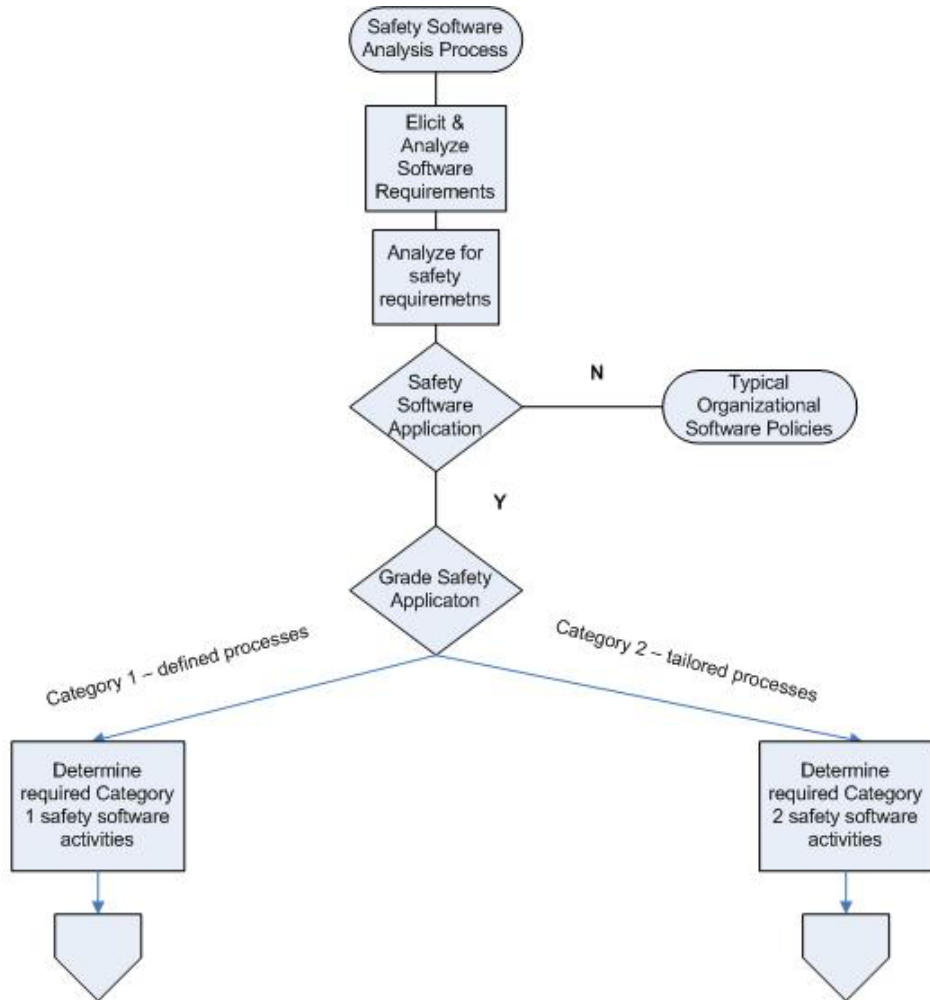 Safety Software
Analysis Process
Elicit &
Analyze
Software
Requirements
Analyze for
safety
requiremetns
Safety
Software
Application
N
Typical
Organizational
Software Policies
Y
Grade Safety
Applicaton
Category 1 – defined processes
Category 2 – tailored processes
Determine
required Category
1 safety software
activities
Determine
required Category
2 safety software
activities